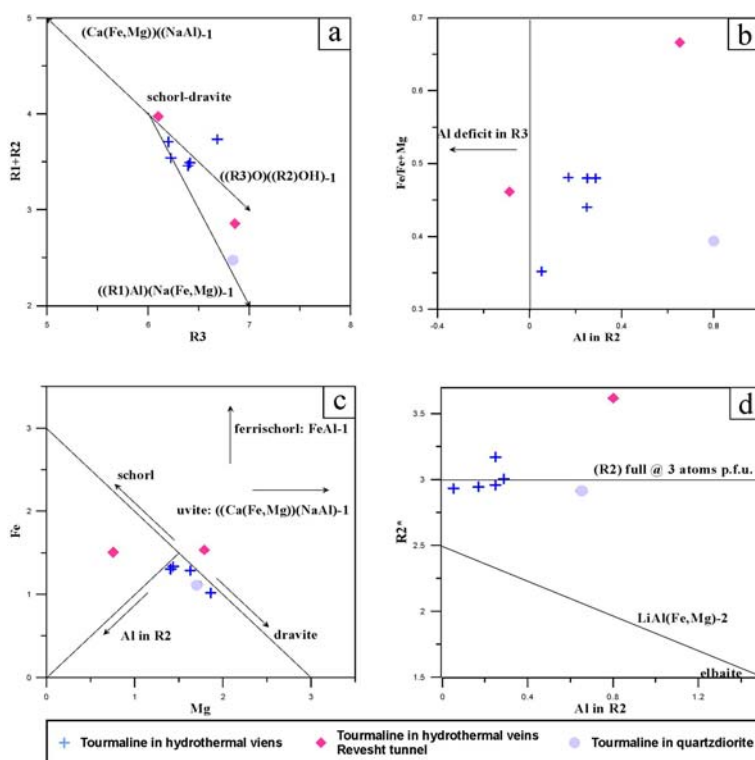 a
5
4
3
2
R1+R2
((Ca(Fe,Mg))((NaAl)-1
schorl-dravite
((R3)O)((R2)OH)-1
((R1)Al)(Na(Fe,Mg))-1
5
6
7
8
R3
b
0.7
0.6
0.5
0.4
0.3
Fe/Fe+Mg
Al deficit in R3
-0.4
0
0.4
0.8
Al in R2
c
3
2
1
0
Fe
ferrischorl: FeAl-1
schorl
uvite: ((Ca(Fe,Mg))(NaAl)-1
Al in R2
dravite
0
1
2
3
Mg
d
3.5
3
2.5
2
1.5
R2*
(R2) full @ 3 atoms p.f.u.
LiAl(Fe,Mg)-2
elbaite
0
0.4
0.8
1.2
Al in R2
Tourmaline in hydrothermal viens
Tourmaline in hydrothermal veins
Revesht tunnel
Tourmaline in quartzdiorite